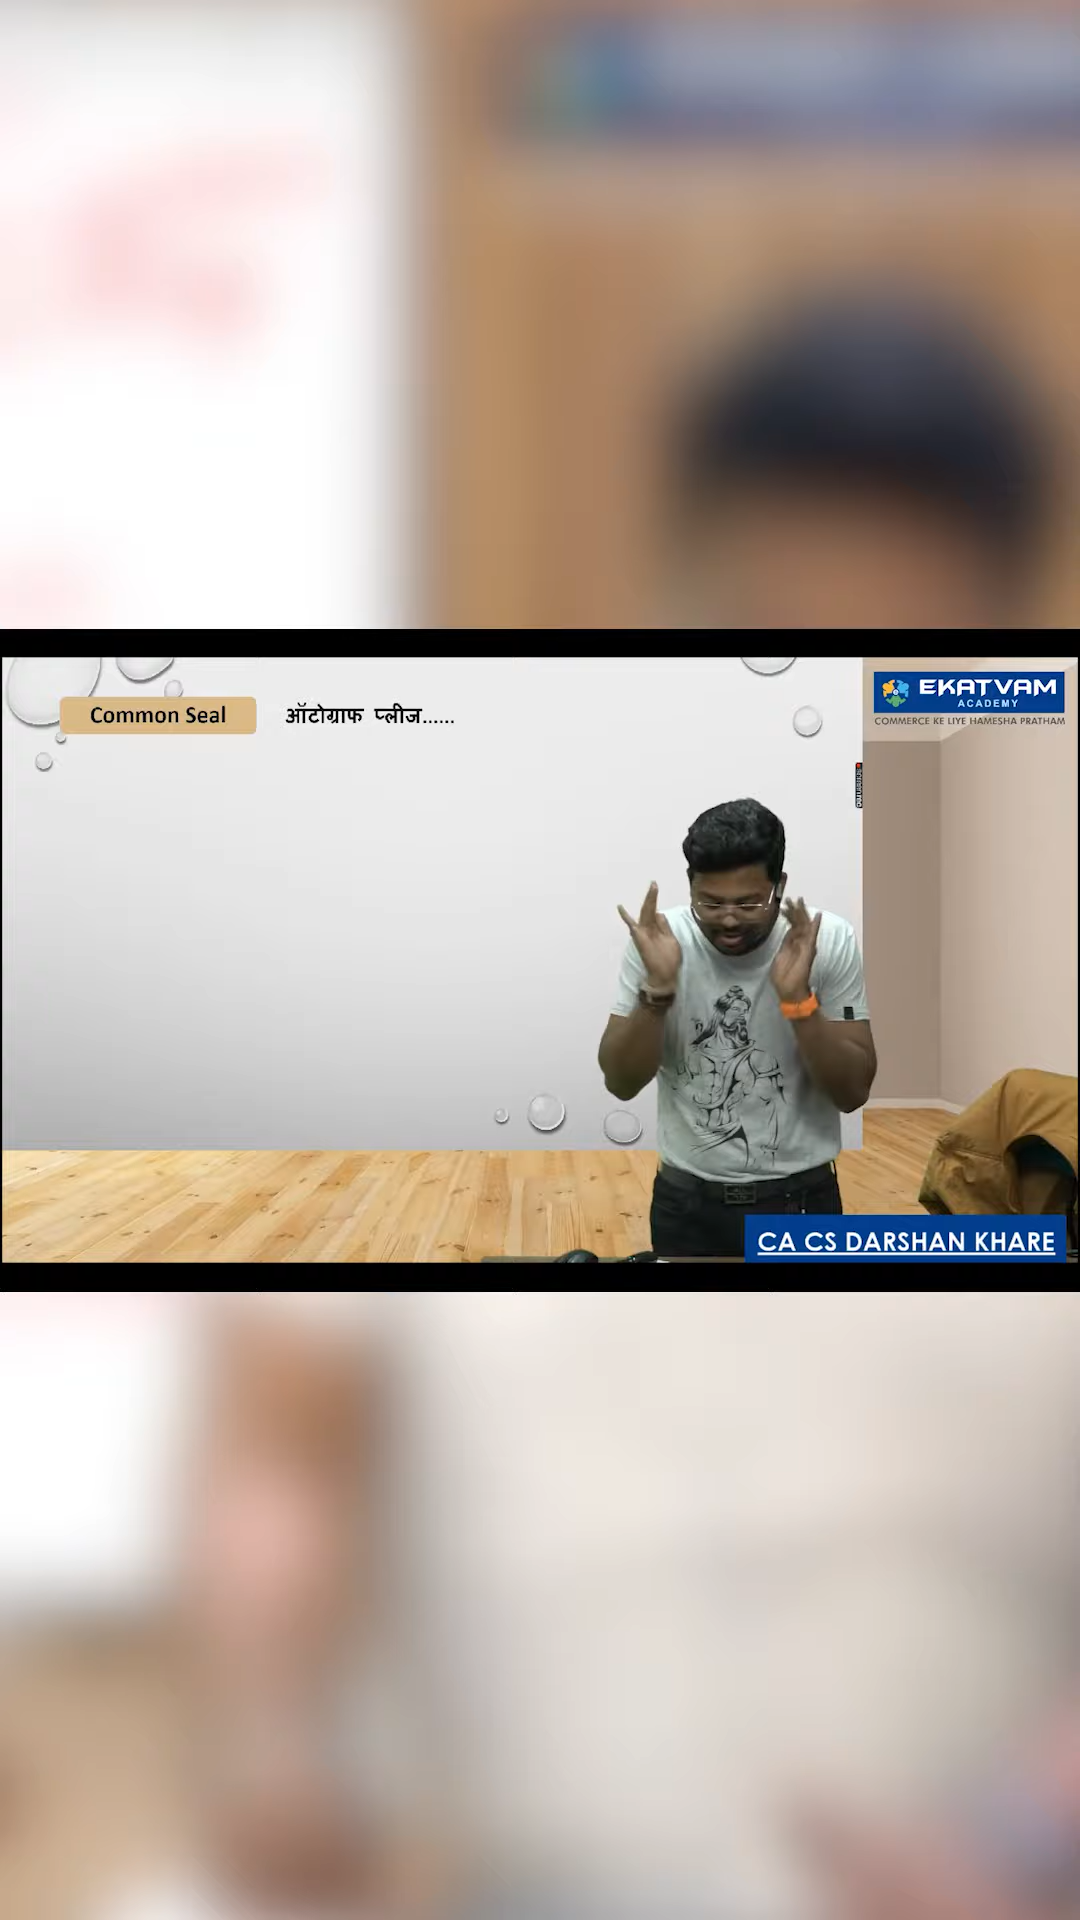 Common Seal ऑटोग्राफ प्लीज......
EKATVAM
ACADEMY
COMMERCE KE LIYE HAMESHA PRATHAM
CA CS DARSHAN KHARE